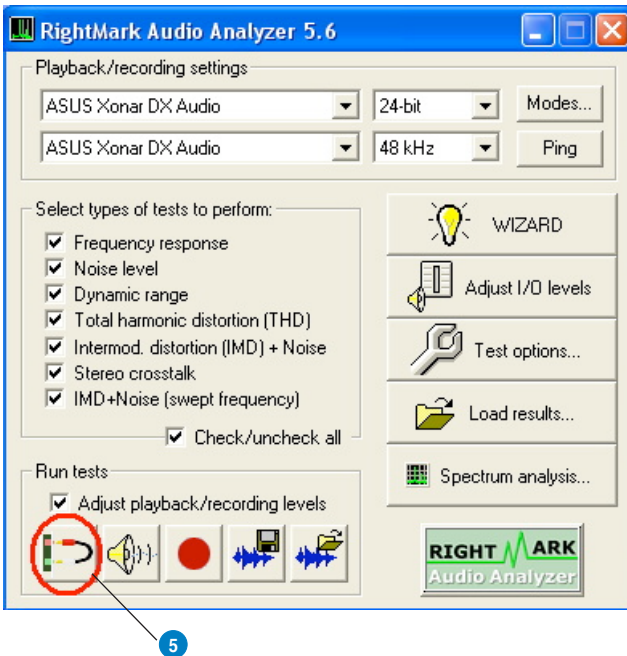 RightMark Audio Analyzer 5.6
Playback/recording settings
ASUS Xonar DX Audio 24-bit Modes...
ASUS Xonar DX Audio 48 kHz Ping
Select types of tests to perform:
Frequency response
Noise level
Dynamic range
Total harmonic distortion (THD)
Intermod. distortion (IMD) + Noise
Stereo crosstalk
IMD+Noise (swept frequency)
Check/uncheck all
WIZARD
Adjust I/O levels
Test options...
Load results...
Spectrum analysis...
Run tests
Adjust playback/recording levels
RIGHT MARK
Audio Analyzer
5